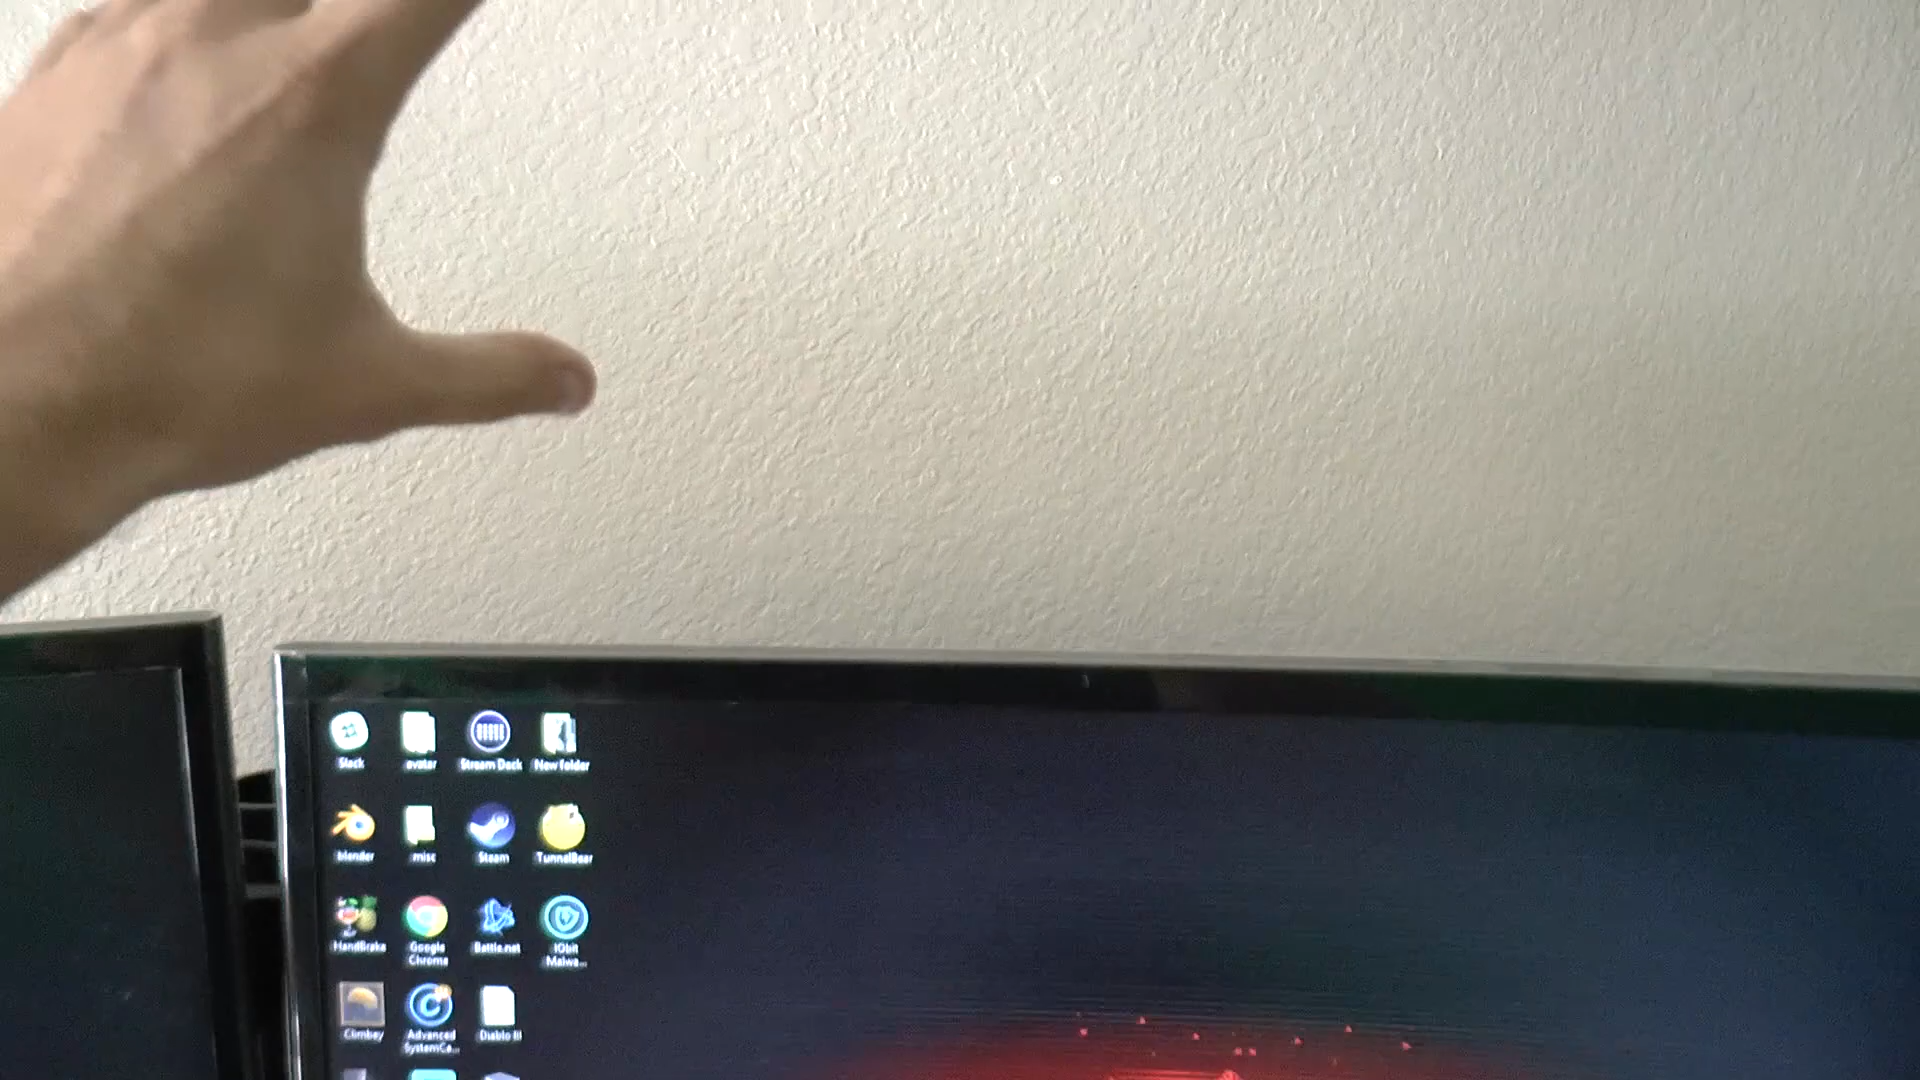 Slack
avatar
Stream Deck
New folder
blender
misc
Steam
TunnelBear
HandBrake
Google
Chrome
Battle.net
IObit
Malwa...
Climbey
Advanced
SystemCa...
Diablo III